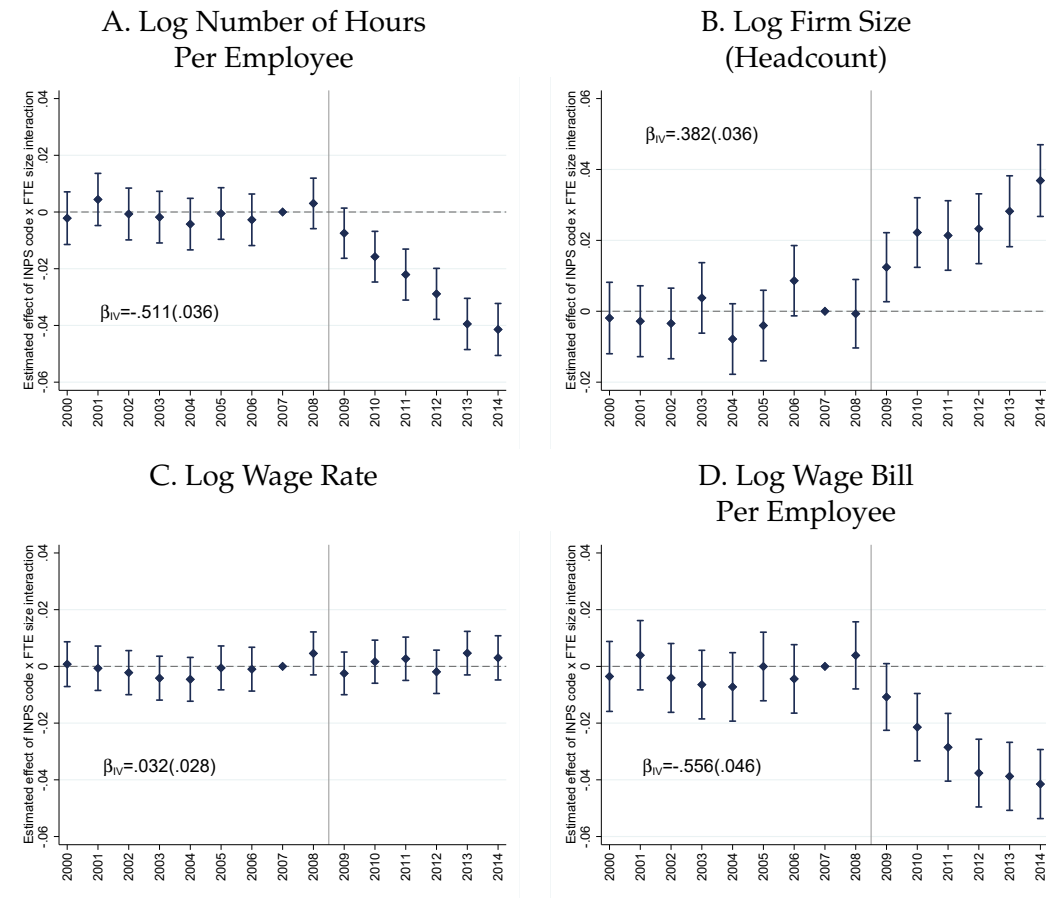 A. Log Number of Hours
Per Employee
Estimated effect of INPS code x FTE size interaction
.04
.02
0
-.02
-.04
-.06
βIV=-.511(.036)
2000 2001 2002 2003 2004 2005 2006 2007 2008 2009 2010 2011 2012 2013 2014
B. Log Firm Size
(Headcount)
Estimated effect of INPS code x FTE size interaction
.06
.04
.02
0
-.02
βIV=.382(.036)
2000 2001 2002 2003 2004 2005 2006 2007 2008 2009 2010 2011 2012 2013 2014
C. Log Wage Rate
Estimated effect of INPS code x FTE size interaction
.04
.02
0
-.02
-.04
-.06
βIV=.032(.028)
2000 2001 2002 2003 2004 2005 2006 2007 2008 2009 2010 2011 2012 2013 2014
D. Log Wage Bill
Per Employee
Estimated effect of INPS code x FTE size interaction
.04
.02
0
-.02
-.04
-.06
βIV=-.556(.046)
2000 2001 2002 2003 2004 2005 2006 2007 2008 2009 2010 2011 2012 2013 2014